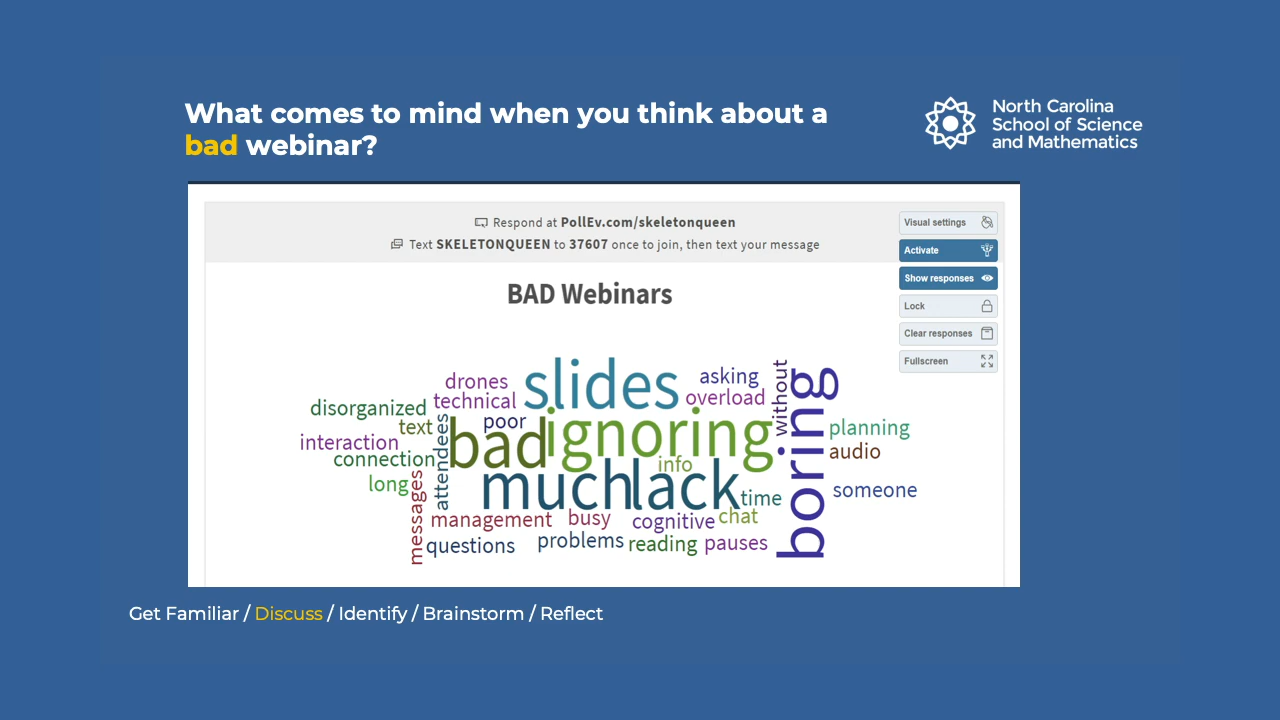 What comes to mind when you think about a
bad webinar?
North Carolina
School of Science
and Mathematics
Respond at PollEv.com/skeletonqueen
Text SKELETONQUEEN to 37607 once to join, then text your message
Visual settings
Activate
Show responses
Lock
Clear responses
Fullscreen
BAD Webinars
drones
slides
asking
without
boring
technical
overload
disorganized
text
attendees
poor
bad
ignoring
planning
interaction
connection
info
audio
long
messages
much
lack
time
someone
management
busy
cognitive
chat
questions
problems
reading
pauses
Get Familiar / Discuss / Identify / Brainstorm / Reflect